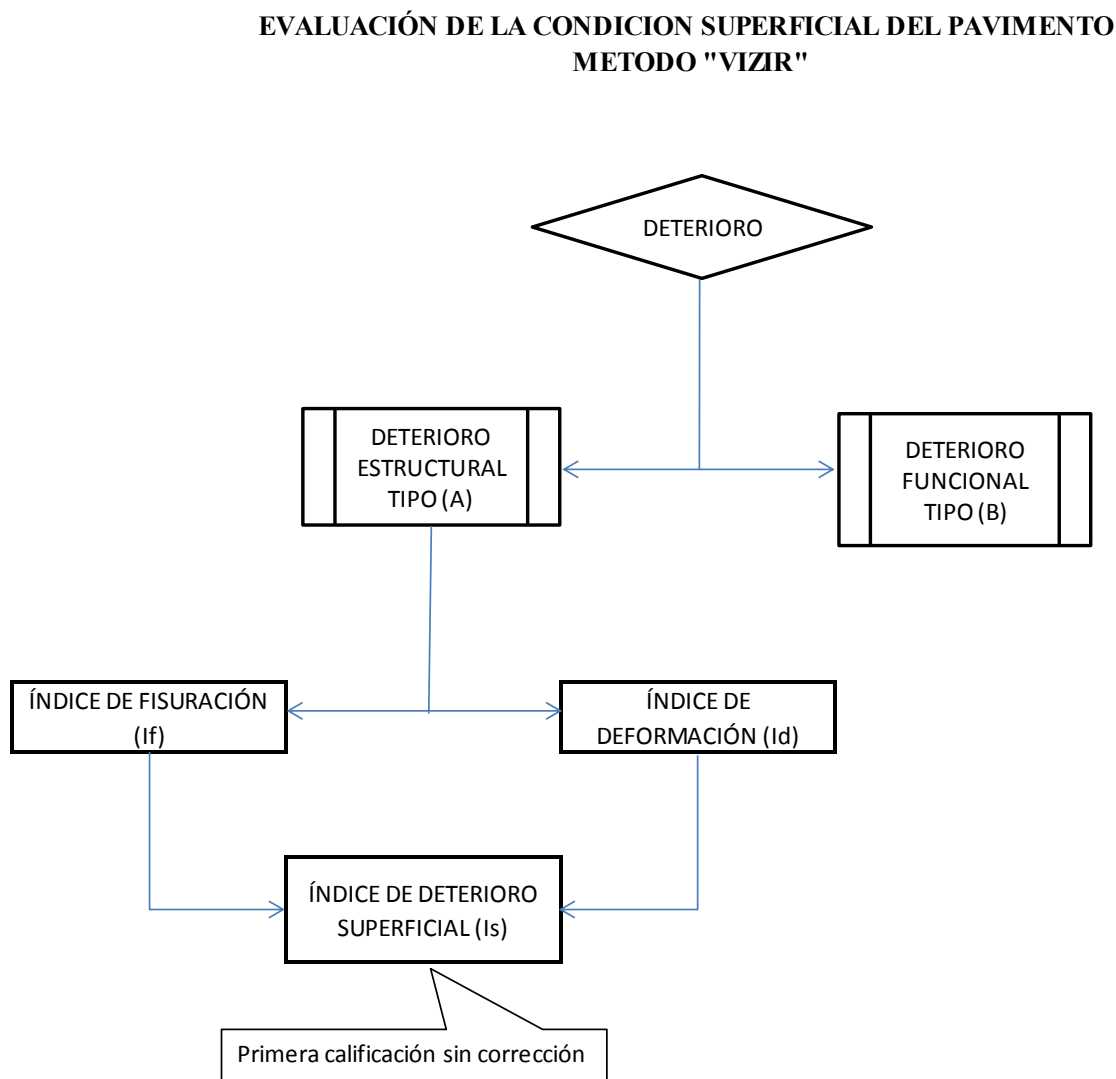 EVALUACIÓN DE LA CONDICION SUPERFICIAL DEL PAVIMENTO
METODO "VIZIR"
DETERIORO
DETERIORO
ESTRUCTURAL
TIPO (A)
DETERIORO
FUNCIONAL
TIPO (B)
ÍNDICE DE FISURACIÓN
(If)
ÍNDICE DE
DEFORMACIÓN (Id)
ÍNDICE DE DETERIORO
SUPERFICIAL (Is)
Primera calificación sin corrección